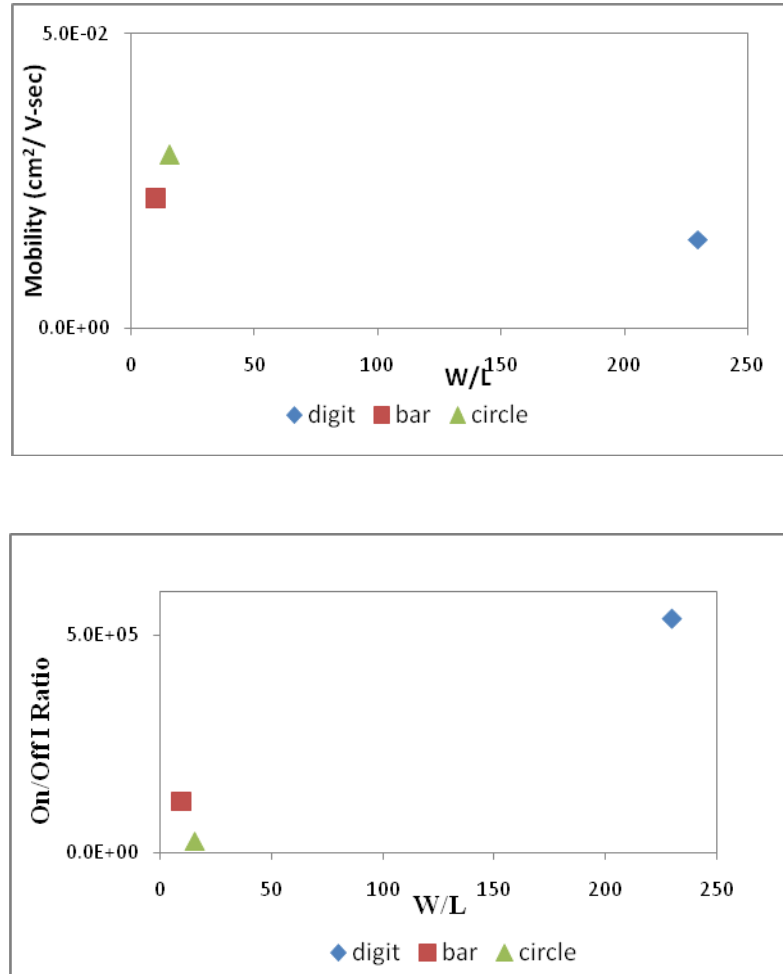 5.0E-02
Mobility (cm²/ V-sec)
0.0E+00
0 50 100 150 200 250
W/L
digit bar circle
5.0E+05
On/Off I Ratio
0.0E+00
0 50 100 150 200 250
W/L
digit bar circle